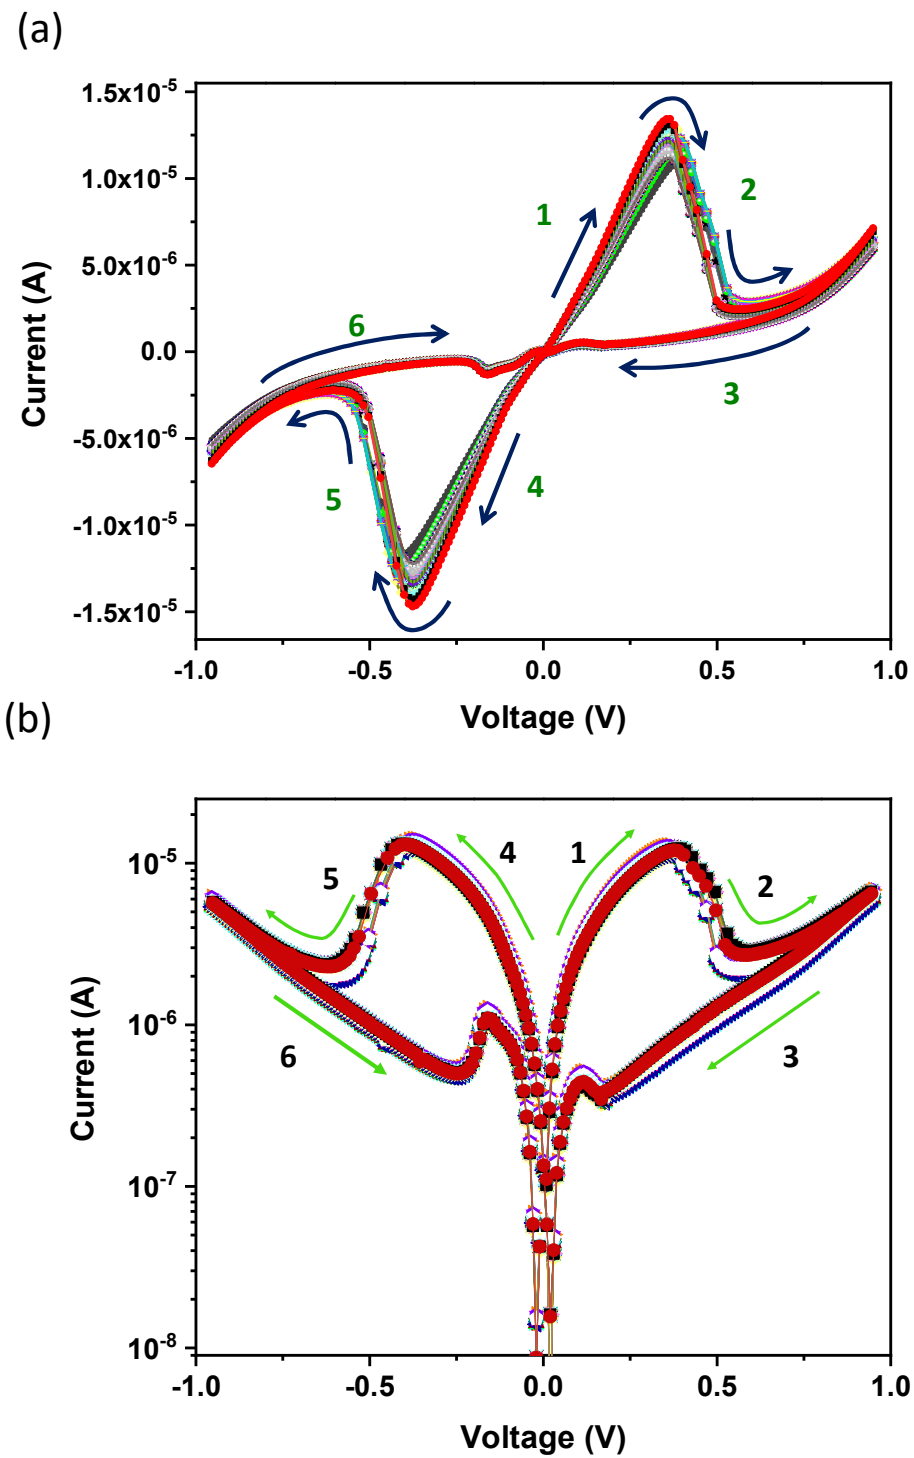 (a)
1.5x10⁻⁵
1.0x10⁻⁵
5.0x10⁻⁶
0.0
-5.0x10⁻⁶
-1.0x10⁻⁵
-1.5x10⁻⁵
Current (A)
1
2
3
4
5
6
-1.0
-0.5
0.0
0.5
1.0
Voltage (V)
(b)
10⁻⁵
10⁻⁶
10⁻⁷
10⁻⁸
Current (A)
5
4
1
2
6
3
-1.0
-0.5
0.0
0.5
1.0
Voltage (V)